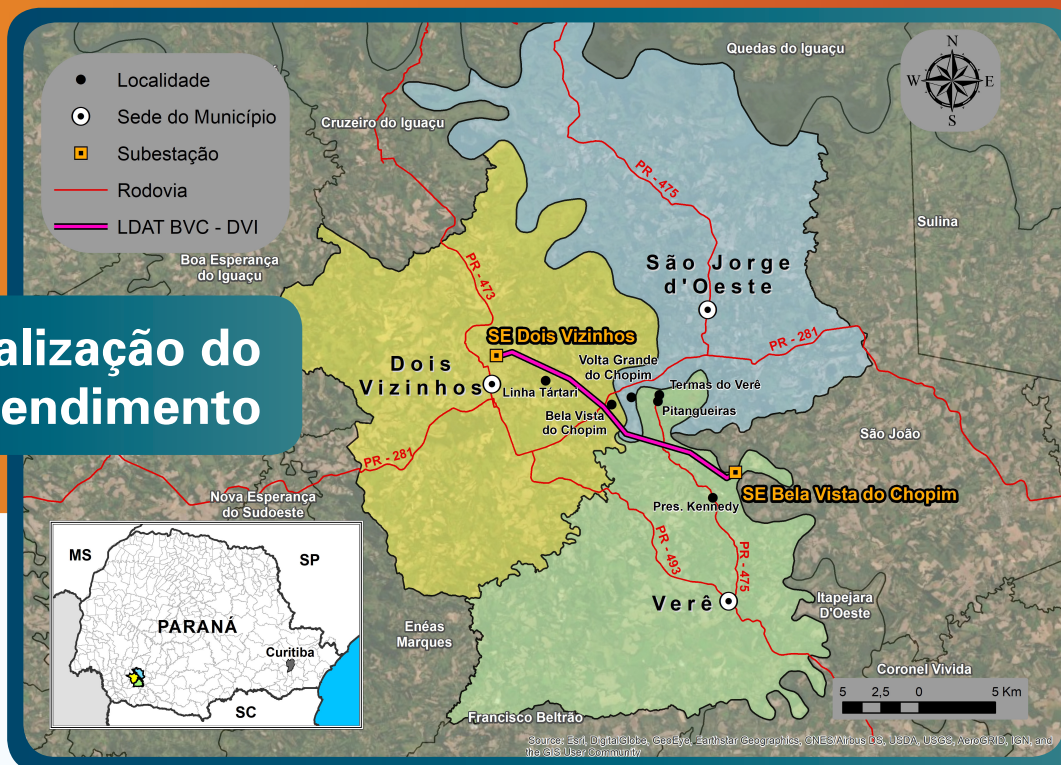 Localidade
Sede do Município
Subestação
Rodovia
LDAT BVC - DVI
Quedas do Iguaçu
N
W
E
S
Cruzeiro do Iguaçu
PR - 475
Sulina
Boa Esperança
do Iguaçu
PR - 473
São Jorge
d'Oeste
alização do
endimento
SE Dois Vizinhos
PR - 281
Dois
Vizinhos
Volta Grande
do Chopim
Linha Tártari
Termas do Verê
Pitangueiras
Bela Vista
do Chopim
São João
PR - 281
Nova Esperança
do Sudoeste
SE Bela Vista do Chopim
Pres. Kennedy
PR - 493
PR - 475
Verê
Itapejara
D'Oeste
Enéas
Marques
Coronel Vivida
Francisco Beltrão
MS
SP
PARANÁ
Curitiba
SC
5 2,5 0 5 Km
Source: Esri, DigitalGlobe, GeoEye, Earthstar Geographics, CNES/Airbus DS, USDA, USGS, AeroGRID, IGN, and
the GIS User Community